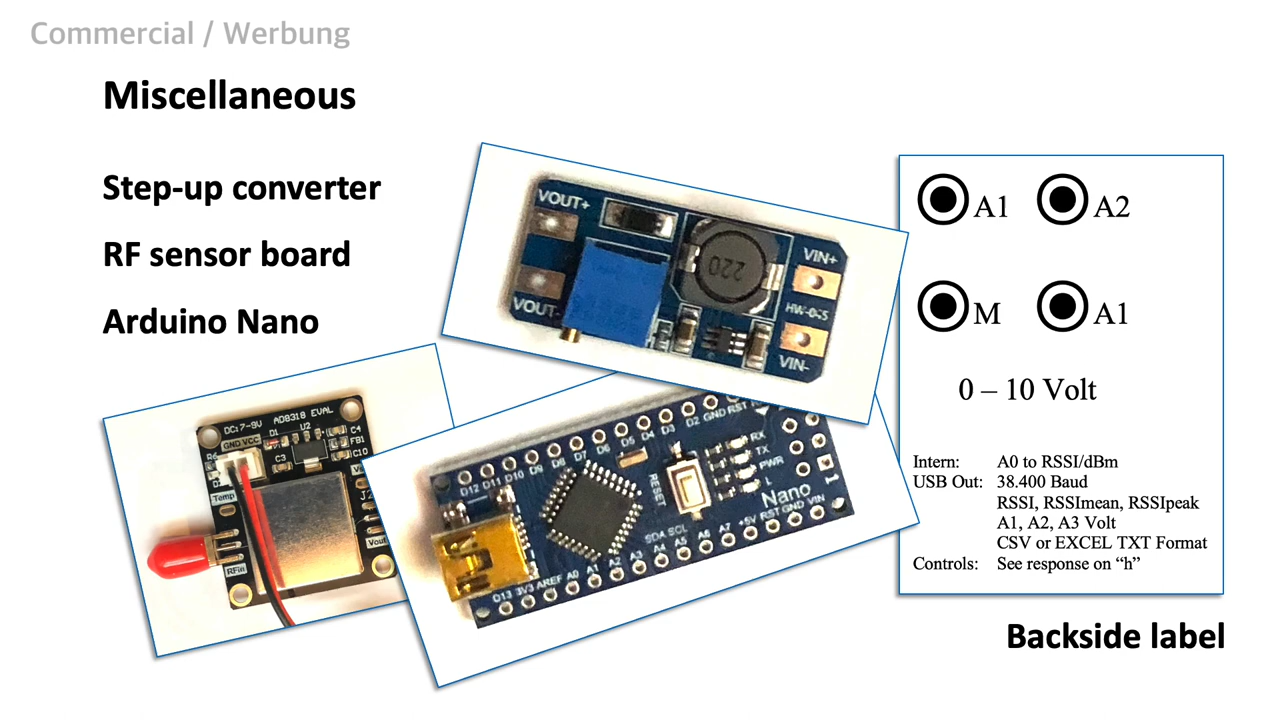 Commercial / Werbung
Miscellaneous
Step-up converter
RF sensor board
Arduino Nano
VOUT+
VOUT-
220
VIN+
VIN-
DC:7-9V AD8318 EVAL
GND VCC
D1
U2
C4
FB1
C10
R6
C3
Temp
J2
Vout
RFin
D12 D11 D10 D9 D8 D7 D6 D5 D4 D3 D2 GND RST
RESET
RX
TX
PWR
L
Nano
SDA SCL
D13 3V3 AREF A0 A1 A2 A3 A4 A5 A6 A7 +5V RST GND VIN
A1 A2
M A1
0 – 10 Volt
Intern: A0 to RSSI/dBm
USB Out: 38.400 Baud
RSSI, RSSImean, RSSIpeak
A1, A2, A3 Volt
CSV or EXCEL TXT Format
Controls: See response on “h”
Backside label